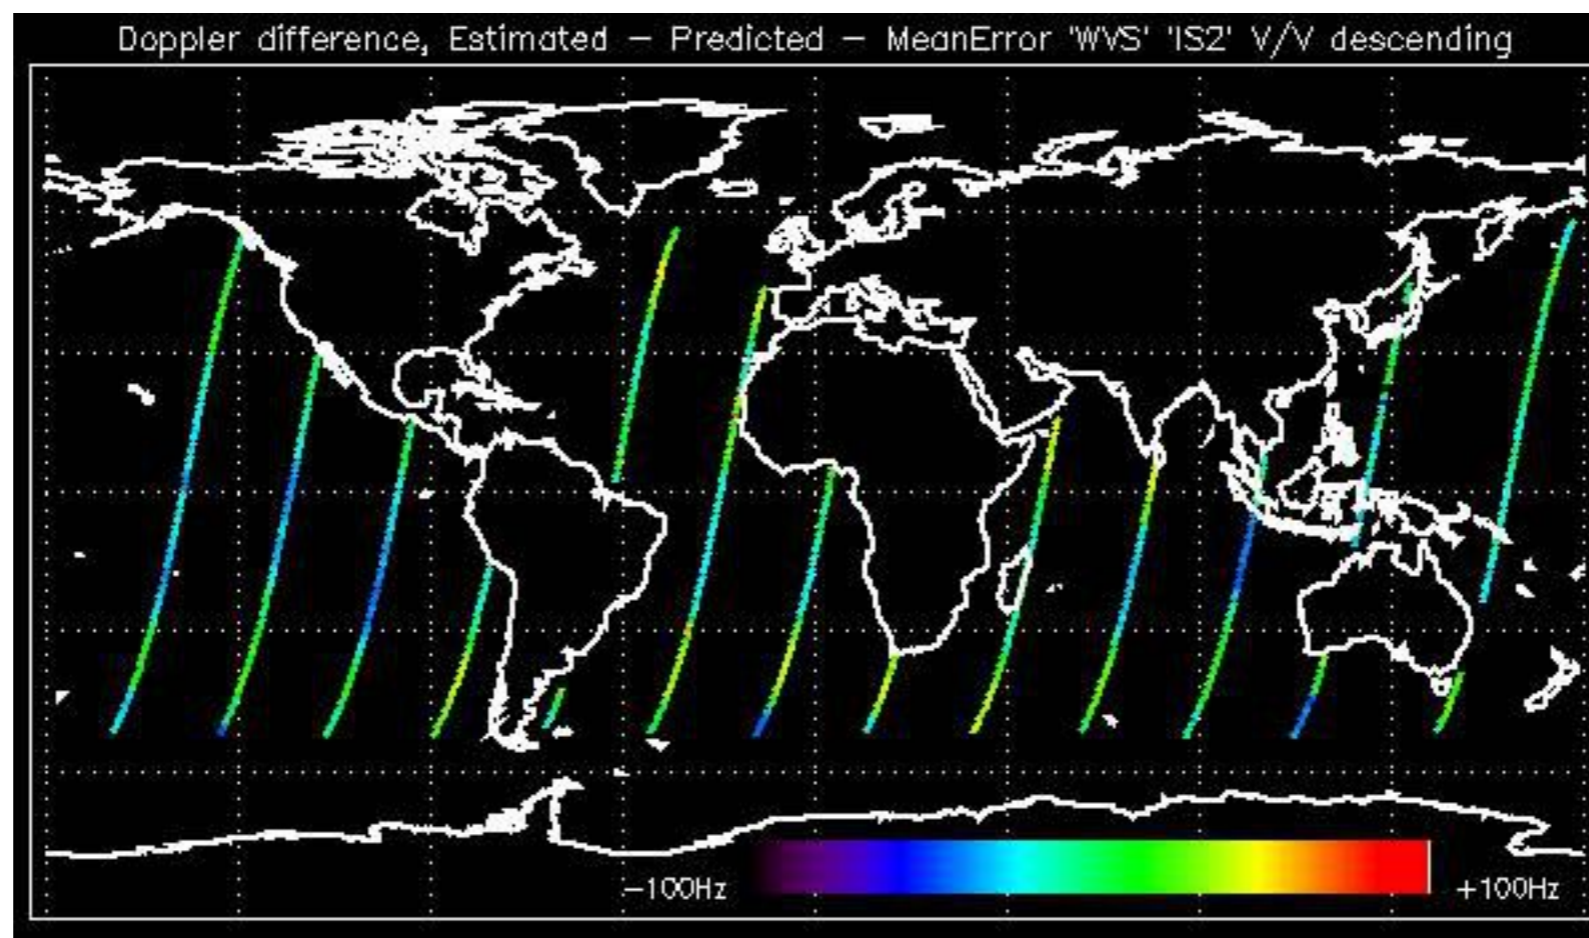 Doppler difference, Estimated - Predicted - MeanError 'WVS' 'IS2' V/V descending
-100Hz
+100Hz